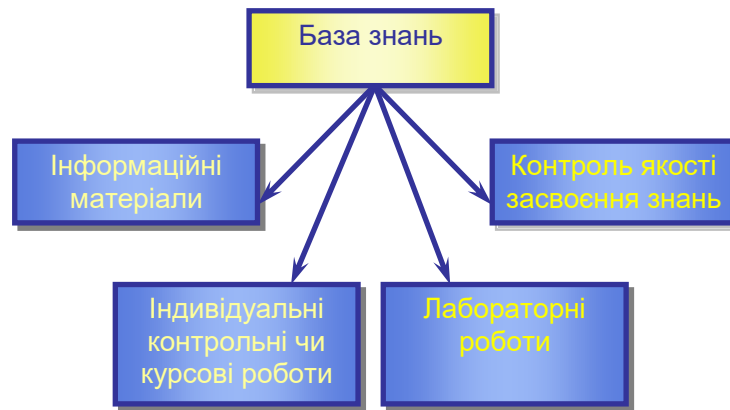 База знань
Інформаційні
матеріали
Контроль якості
засвоєння знань
Індивідуальні
контрольні чи
курсові роботи
Лабораторні
роботи